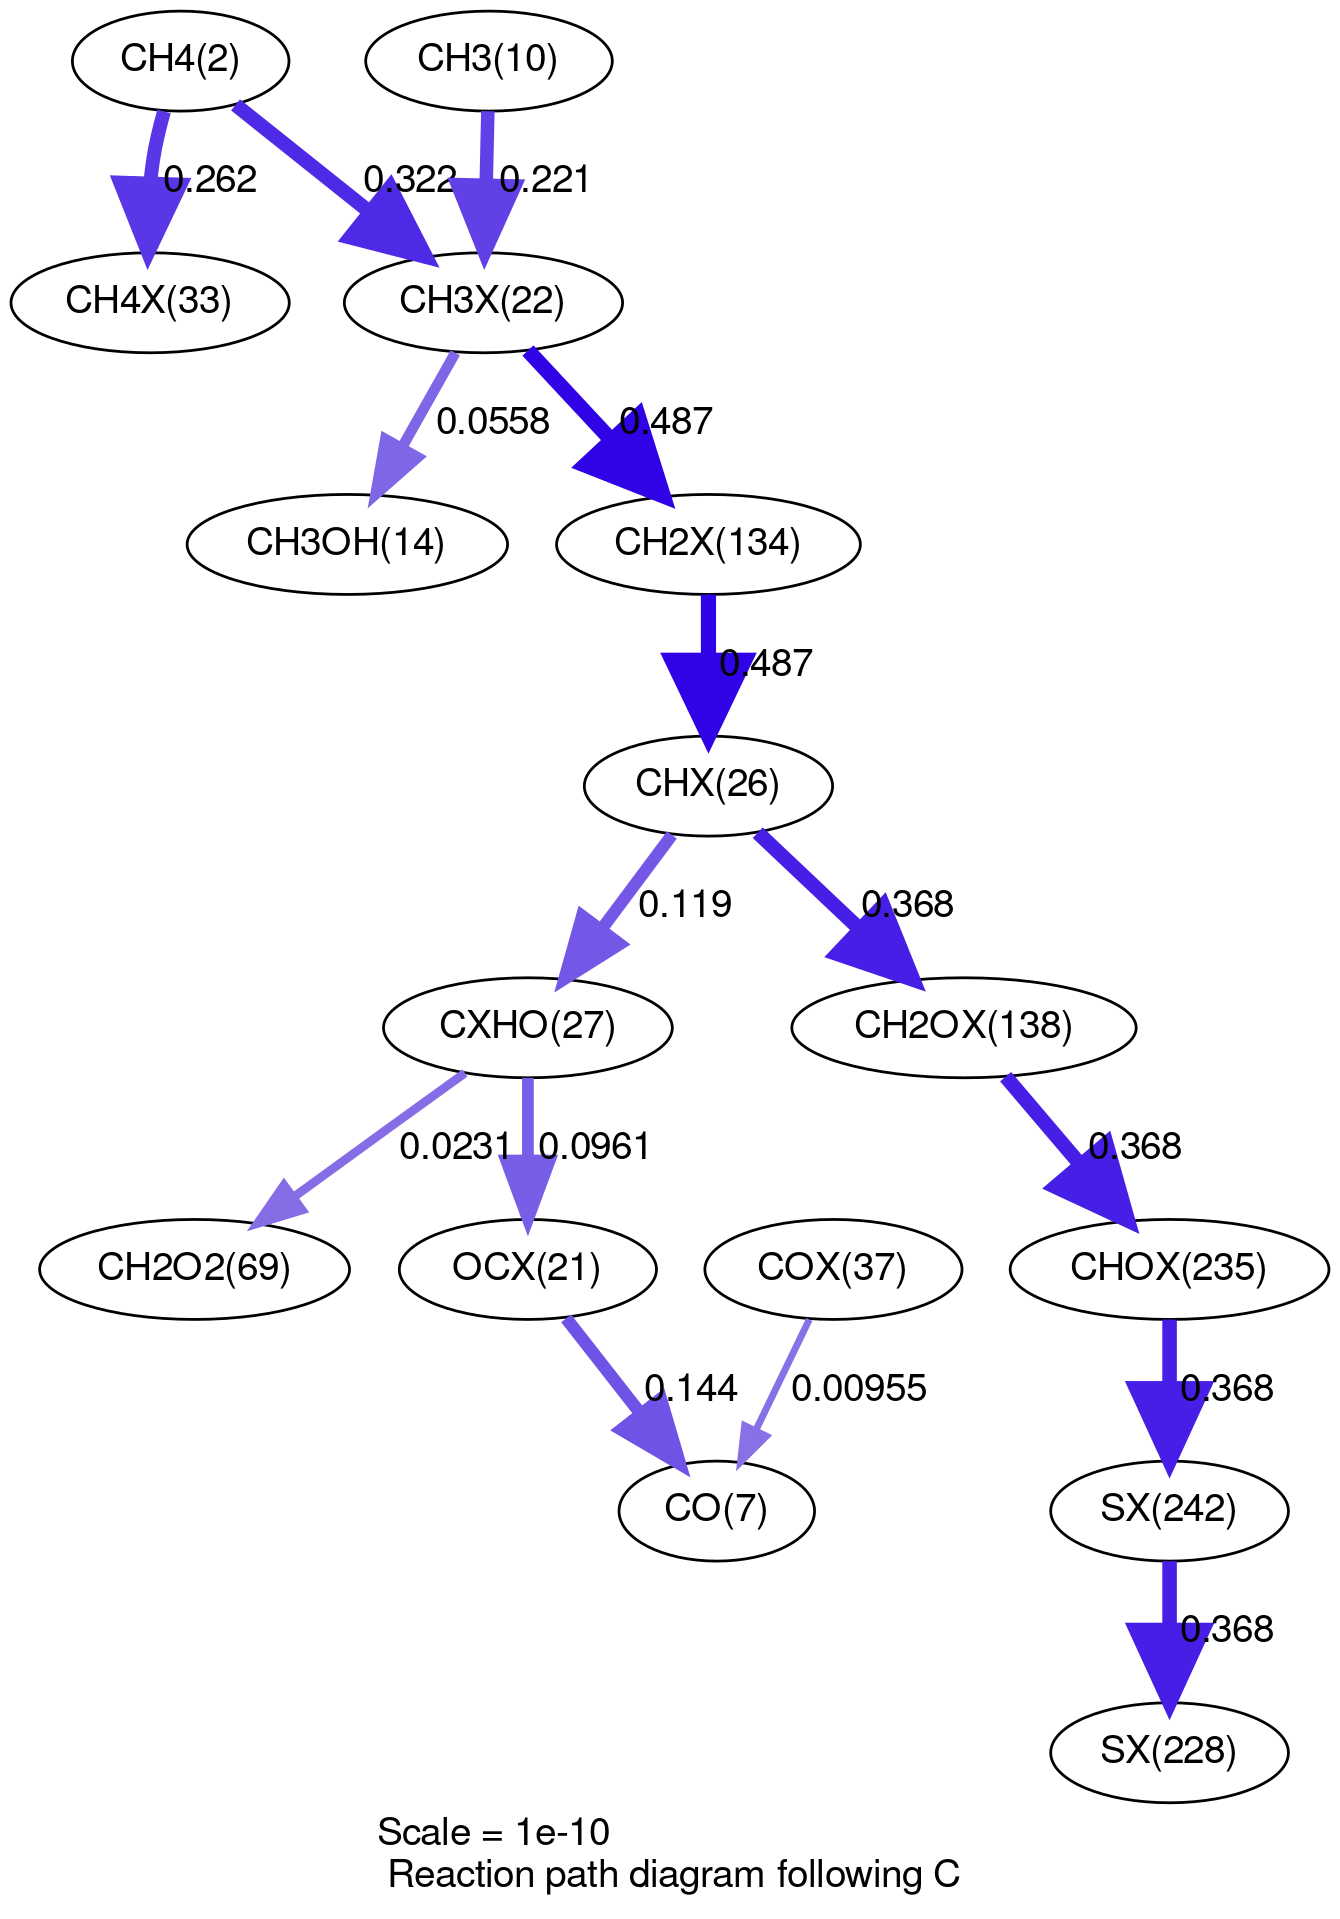 CH4(2)
CH3(10)
0.262
0.322
0.221
CH4X(33)
CH3X(22)
0.0558
0.487
CH3OH(14)
CH2X(134)
0.487
CHX(26)
0.119
0.368
CXHO(27)
CH2OX(138)
0.0231
0.0961
0.368
CH2O2(69)
OCX(21)
COX(37)
CHOX(235)
0.144
0.00955
0.368
CO(7)
SX(242)
0.368
SX(228)
Scale = 1e-10
Reaction path diagram following C